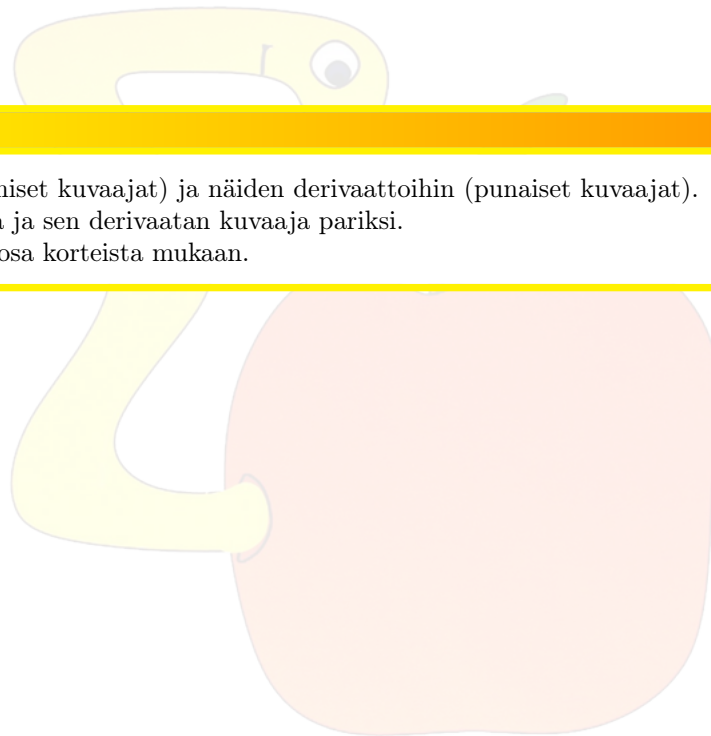 niset kuvaajat) ja näiden derivaattoihin (punaiset kuvaajat).
ja sen derivaatan kuvaaja pariksi.
osa korteista mukaan.